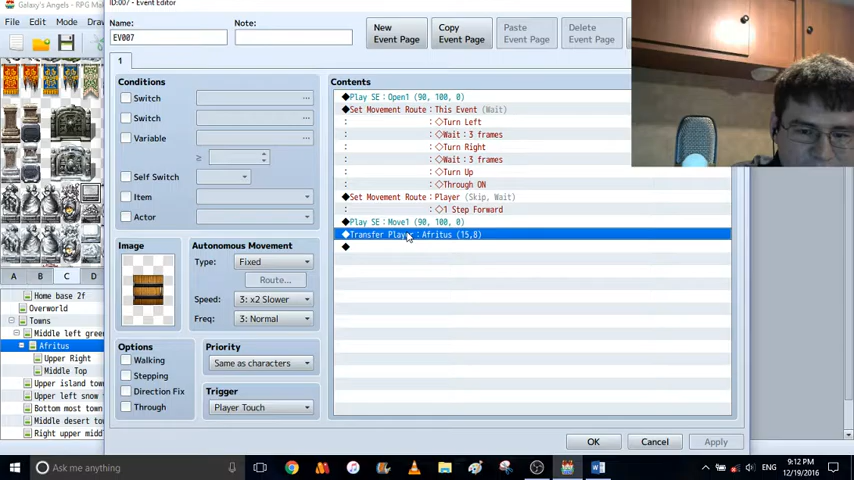 Galaxy's Angels - RPG Ma
ID:007 - Event Editor
File Edit Mode Draw
Name:
Note:
EV007
New
Event Page
Copy
Event Page
Paste
Event Page
Delete
Event Page
1
Conditions
Switch
Switch
Variable
≥
Self Switch
Item
Actor
Image
Autonomous Movement
Type: Fixed
Route...
Speed: 3: x2 Slower
Freq: 3: Normal
Options
Walking
Stepping
Direction Fix
Through
Priority
Same as characters
Trigger
Player Touch
Contents
◆Play SE : Open1 (90, 100, 0)
◆Set Movement Route : This Event (Wait)
: : ◇Turn Left
: : ◇Wait : 3 frames
: : ◇Turn Right
: : ◇Wait : 3 frames
: : ◇Turn Up
: : ◇Through ON
◆Set Movement Route : Player (Skip, Wait)
: : ◇1 Step Forward
◆Play SE : Move1 (90, 100, 0)
◆Transfer Player : Afritus (15,8)
◆
OK
Cancel
Apply
A B C D
Home base 2f
Overworld
Towns
Middle left gree
Afritus
Upper Right
Middle Top
Upper island town
Upper left snow
Bottom most town
Middle desert to
Right upper midd
Ask me anything
ENG
9:12 PM
12/19/2016